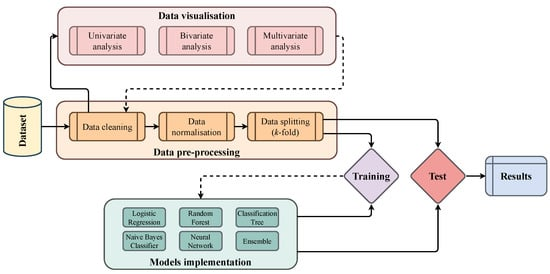 Data visualisation
Univariate
analysis
Bivariate
analysis
Multivariate
analysis
Dataset
Data cleaning
Data
normalisation
Data splitting
(k-fold)
Data pre-processing
Training
Test
Results
Logistic
Regression
Random
Forest
Classification
Tree
Naive Bayes
Classifier
Neural
Network
Ensemble
Models implementation